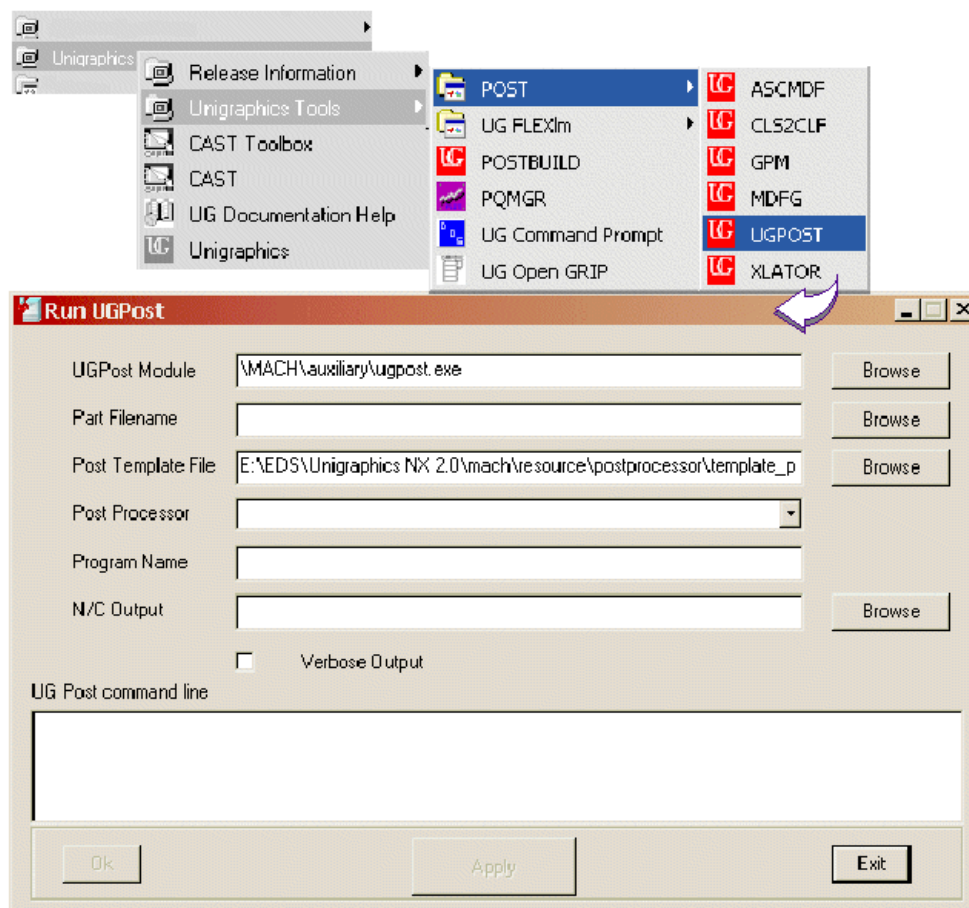 Unigraphics
Release Information
Unigraphics Tools
CAST Toolbox
CAST
UG Documentation Help
Unigraphics
POST
UG FLEXlm
POSTBUILD
PQMGR
UG Command Prompt
UG Open GRIP
ASCMDF
CLS2CLF
GPM
MDFG
UGPOST
XLATOR
Run UGPost
UGPost Module \MACH\auxiliary\ugpost.exe Browse
Part Filename Browse
Post Template File E:\EDS\Unigraphics NX 2.0\mach\resource\postprocessor\template_p Browse
Post Processor
Program Name
N/C Output Browse
Verbose Output
UG Post command line
Ok Apply Exit